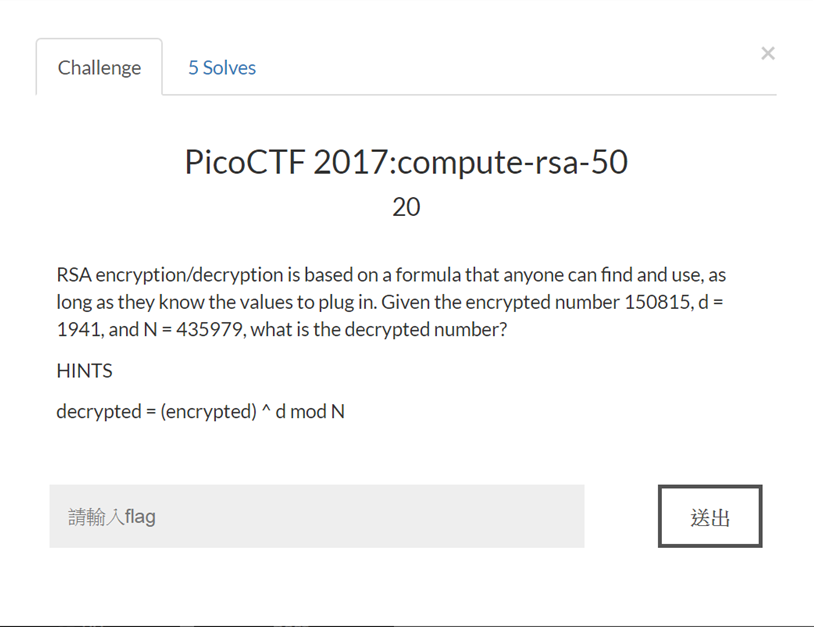 Challenge
5 Solves
×
PicoCTF 2017:compute-rsa-50
20
RSA encryption/decryption is based on a formula that anyone can find and use, as
long as they know the values to plug in. Given the encrypted number 150815, d =
1941, and N = 435979, what is the decrypted number?
HINTS
decrypted = (encrypted) ^ d mod N
請輸入flag
送出